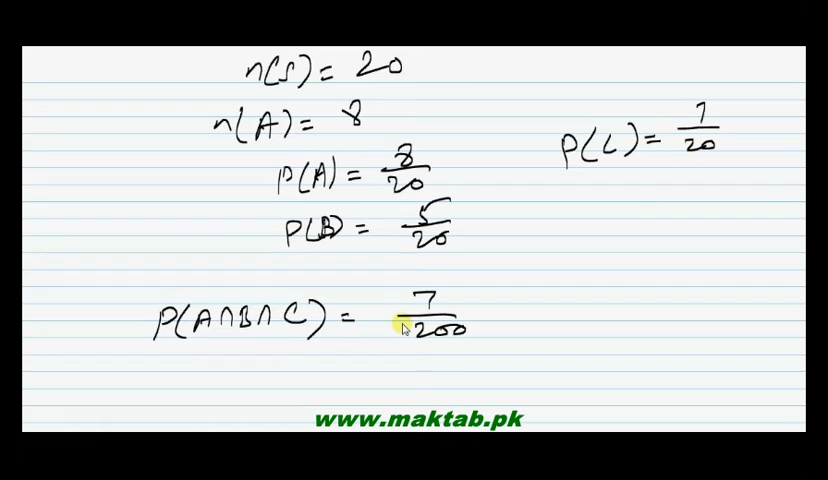 n(S) = 20
n(A) = 8
P(A) = 8/20
P(B) = 5/20
P(C) = 7/20
P(A∩B∩C) = 7/200
www.maktab.pk